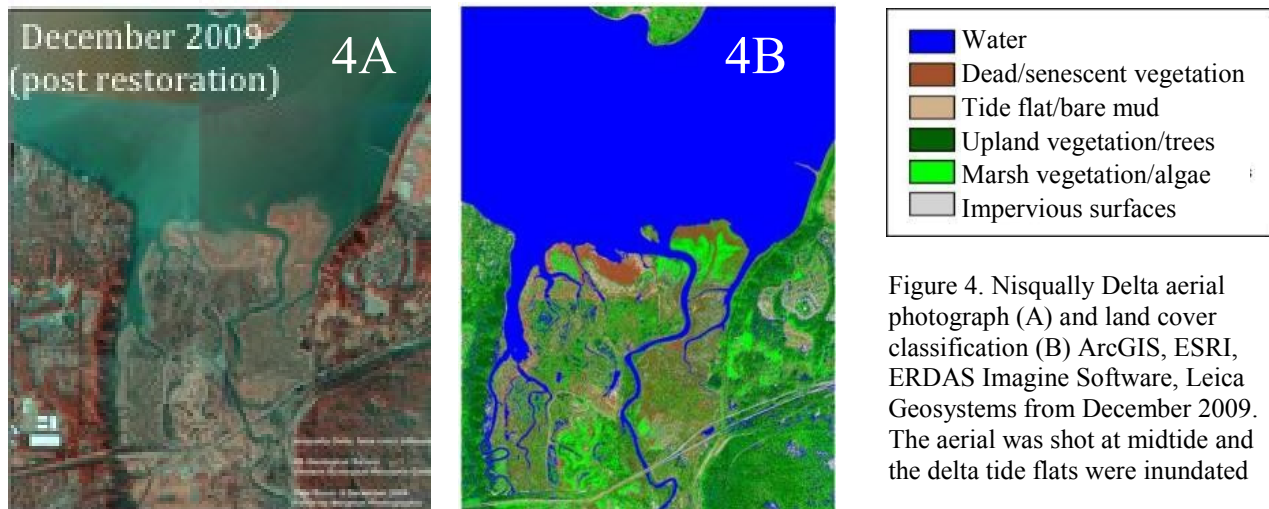 December 2009
(post restoration)
4A
4B
Water
Dead/senescent vegetation
Tide flat/bare mud
Upland vegetation/trees
Marsh vegetation/algae
Impervious surfaces
Figure 4. Nisqually Delta aerial
photograph (A) and land cover
classification (B) ArcGIS, ESRI,
ERDAS Imagine Software, Leica
Geosystems from December 2009.
The aerial was shot at midtide and
the delta tide flats were inundated